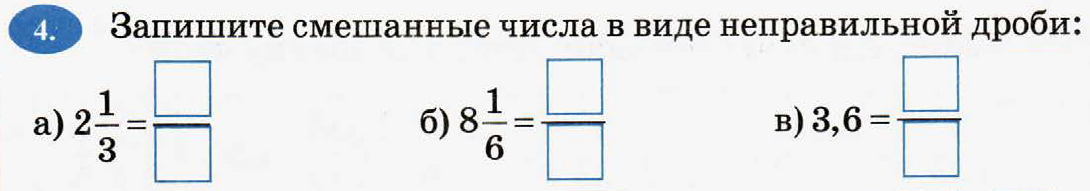 4. Запишите смешанные числа в виде неправильной дроби:
а) 2 1/3 = б) 8 1/6 = в) 3,6 =